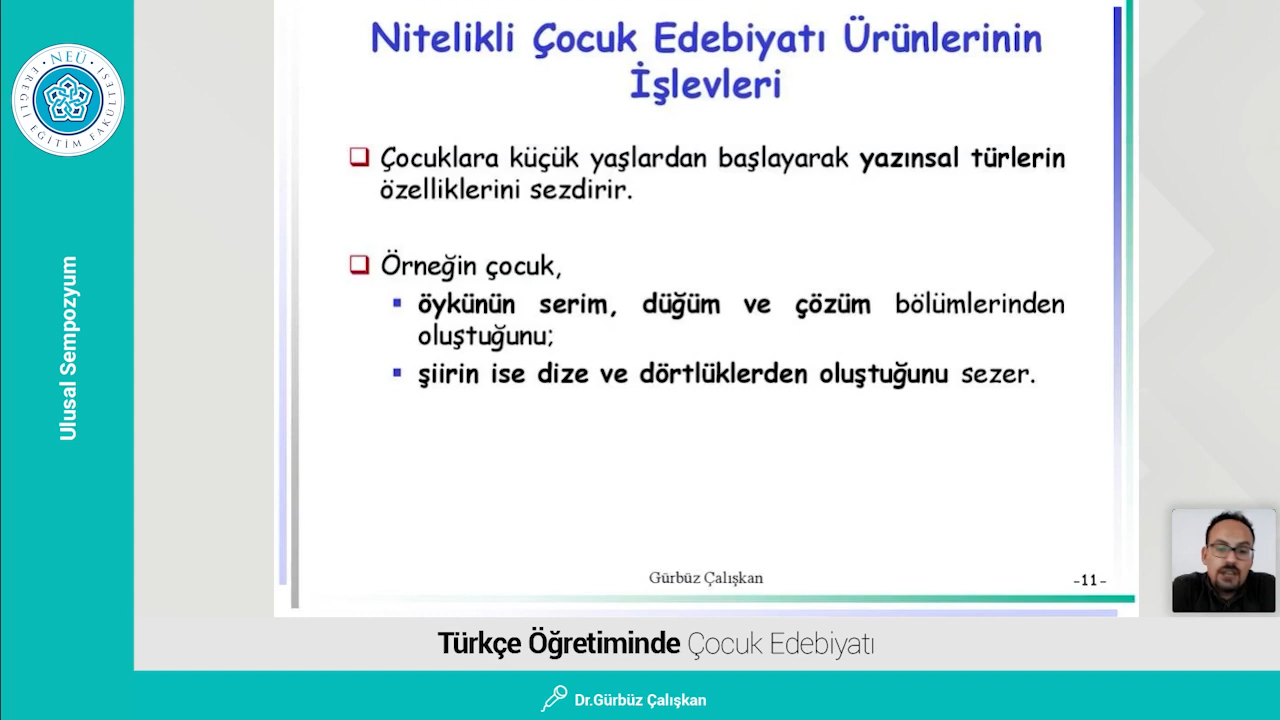 NEÜ
EREĞLİ EĞİTİM FAKÜLTESİ
Ulusal Sempozyum
Nitelikli Çocuk Edebiyatı Ürünlerinin
İşlevleri
Çocuklara küçük yaşlardan başlayarak yazınsal türlerin
özelliklerini sezdirir.
Örneğin çocuk,
öykünün serim, düğüm ve çözüm bölümlerinden
oluştuğunu;
şiirin ise dize ve dörtlüklerden oluştuğunu sezer.
Gürbüz Çalışkan
-11-
Türkçe Öğretiminde Çocuk Edebiyatı
Dr.Gürbüz Çalışkan